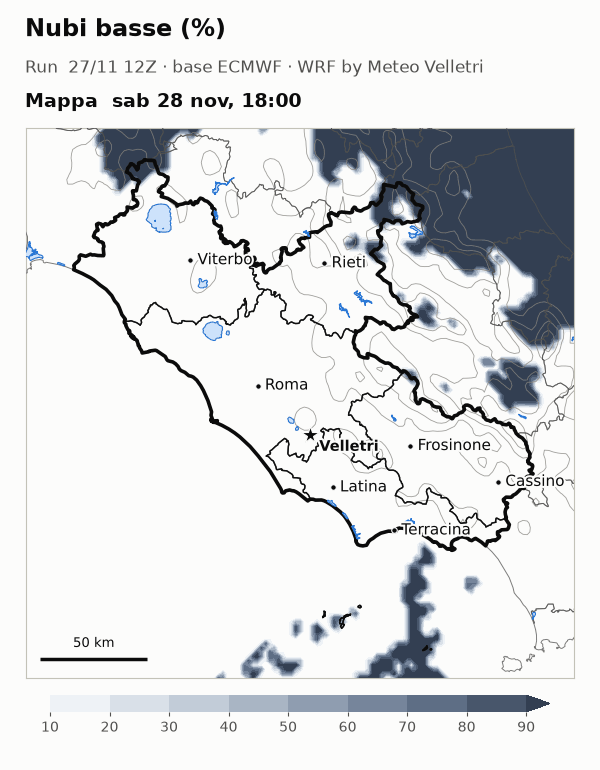 Nubi basse (%)
Run  27/11 12Z · base ECMWF · WRF by Meteo Velletri
Mappa  sab 28 nov, 18:00
Viterbo
Rieti
Roma
Velletri
Frosinone
Cassino
Latina
Terracina
50 km
10 20 30 40 50 60 70 80 90